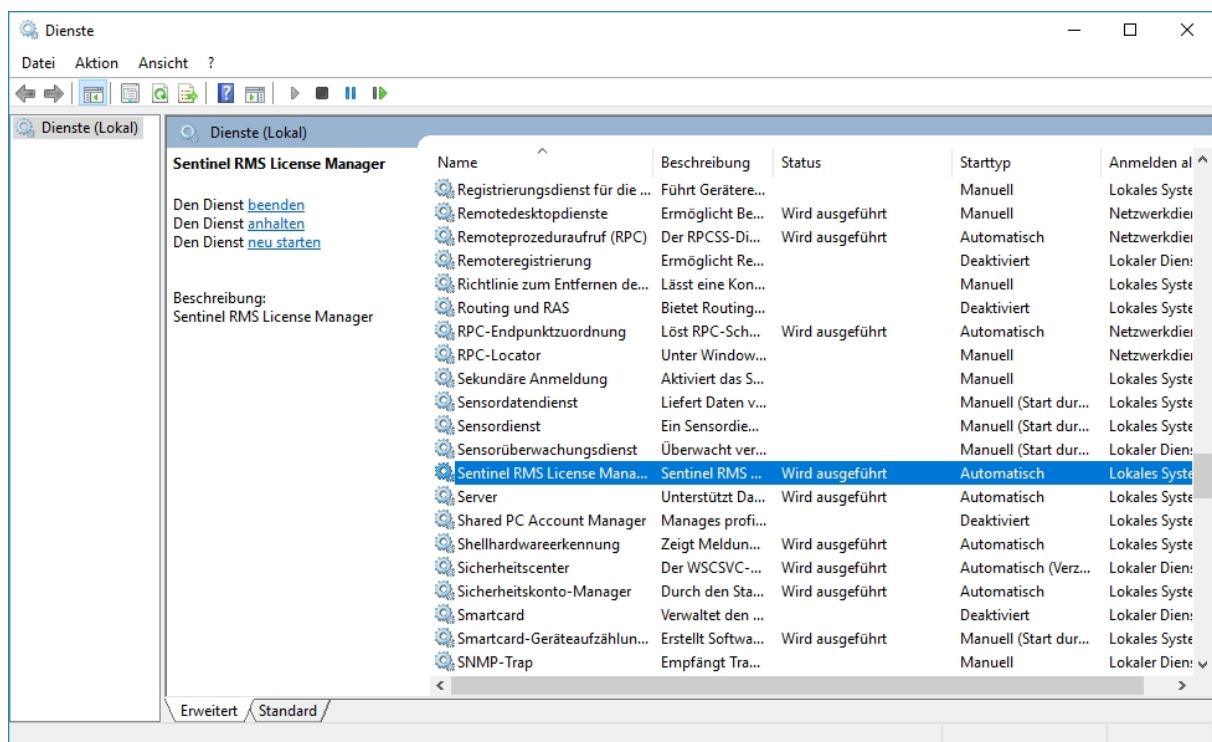 Dienste
Datei Aktion Ansicht ?
Dienste (Lokal)
Dienste (Lokal)
Sentinel RMS License Manager
Den Dienst beenden
Den Dienst anhalten
Den Dienst neu starten
Beschreibung:
Sentinel RMS License Manager
Name Beschreibung Status Starttyp Anmelden al
Registrierungsdienst für die ... Führt Gerätere... Manuell Lokales Syste
Remotedesktopdienste Ermöglicht Be... Wird ausgeführt Manuell Netzwerkdie
Remoteprozeduraufruf (RPC) Der RPCSS-Di... Wird ausgeführt Automatisch Netzwerkdie
Remoteregistrierung Ermöglicht Re... Deaktiviert Lokaler Diens
Richtlinie zum Entfernen de... Lässt eine Kon... Manuell Lokales Syste
Routing und RAS Bietet Routing... Deaktiviert Lokales Syste
RPC-Endpunktzuordnung Löst RPC-Sch... Wird ausgeführt Automatisch Netzwerkdie
RPC-Locator Unter Window... Manuell Netzwerkdie
Sekundäre Anmeldung Aktiviert das S... Manuell Lokales Syste
Sensordatendienst Liefert Daten v... Manuell (Start dur... Lokales Syste
Sensordienst Ein Sensordie... Manuell (Start dur... Lokales Syste
Sensorüberwachungsdienst Überwacht ver... Manuell (Start dur... Lokaler Diens
Sentinel RMS License Mana... Sentinel RMS ... Wird ausgeführt Automatisch Lokales Syste
Server Unterstützt Da... Wird ausgeführt Automatisch Lokales Syste
Shared PC Account Manager Manages profi... Deaktiviert Lokales Syste
Shellhardwareerkennung Zeigt Meldun... Wird ausgeführt Automatisch Lokales Syste
Sicherheitscenter Der WSCSVC-... Wird ausgeführt Automatisch (Verz... Lokaler Diens
Sicherheitskonto-Manager Durch den Sta... Wird ausgeführt Automatisch Lokales Syste
Smartcard Verwaltet den ... Deaktiviert Lokaler Diens
Smartcard-Geräteaufzählun... Erstellt Softwa... Wird ausgeführt Manuell (Start dur... Lokales Syste
SNMP-Trap Empfängt Tra... Manuell Lokaler Diens
Erweitert Standard